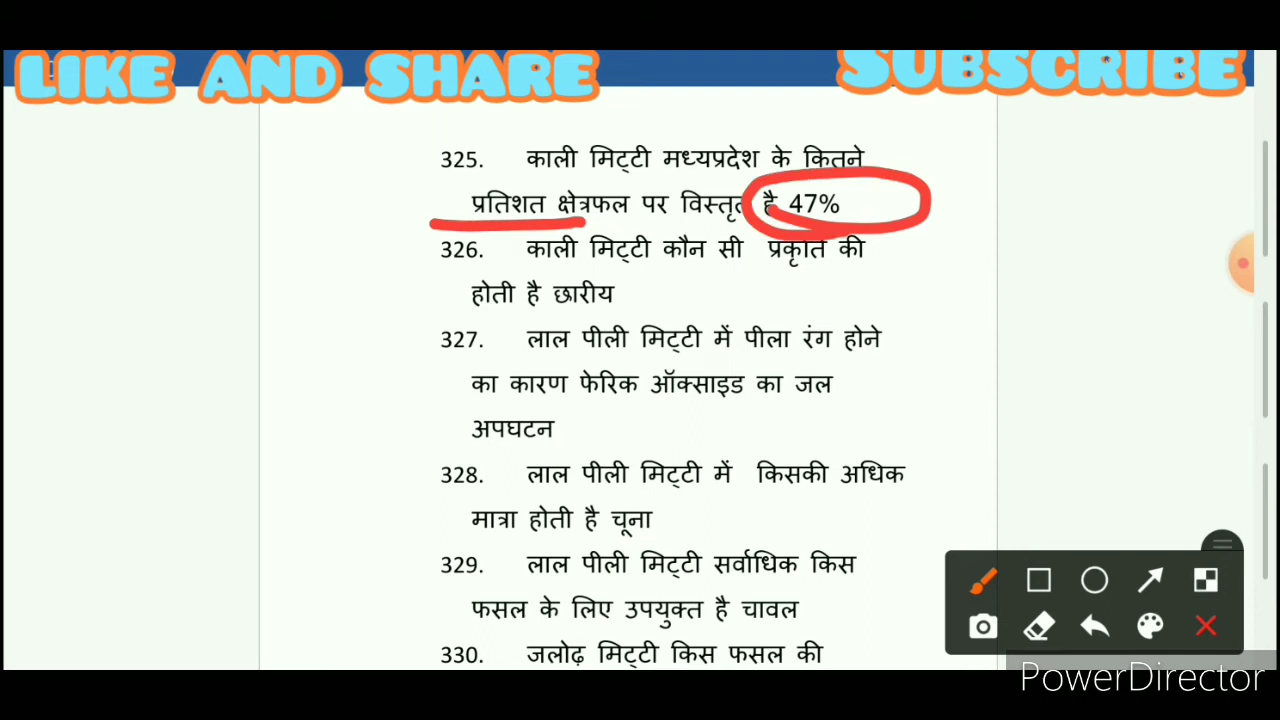 LIKE AND SHARE SUBSCRIBE
325. काली मिट्टी मध्यप्रदेश के कितने
प्रतिशत क्षेत्रफल पर विस्तृत है 47%
326. काली मिट्टी कौन सी प्रकृति की
होती है छारीय
327. लाल पीली मिट्टी में पीला रंग होने
का कारण फेरिक ऑक्साइड का जल
अपघटन
328. लाल पीली मिट्टी में किसकी अधिक
मात्रा होती है चूना
329. लाल पीली मिट्टी सर्वाधिक किस
फसल के लिए उपयुक्त है चावल
330. जलोढ़ मिट्टी किस फसल की
PowerDirector